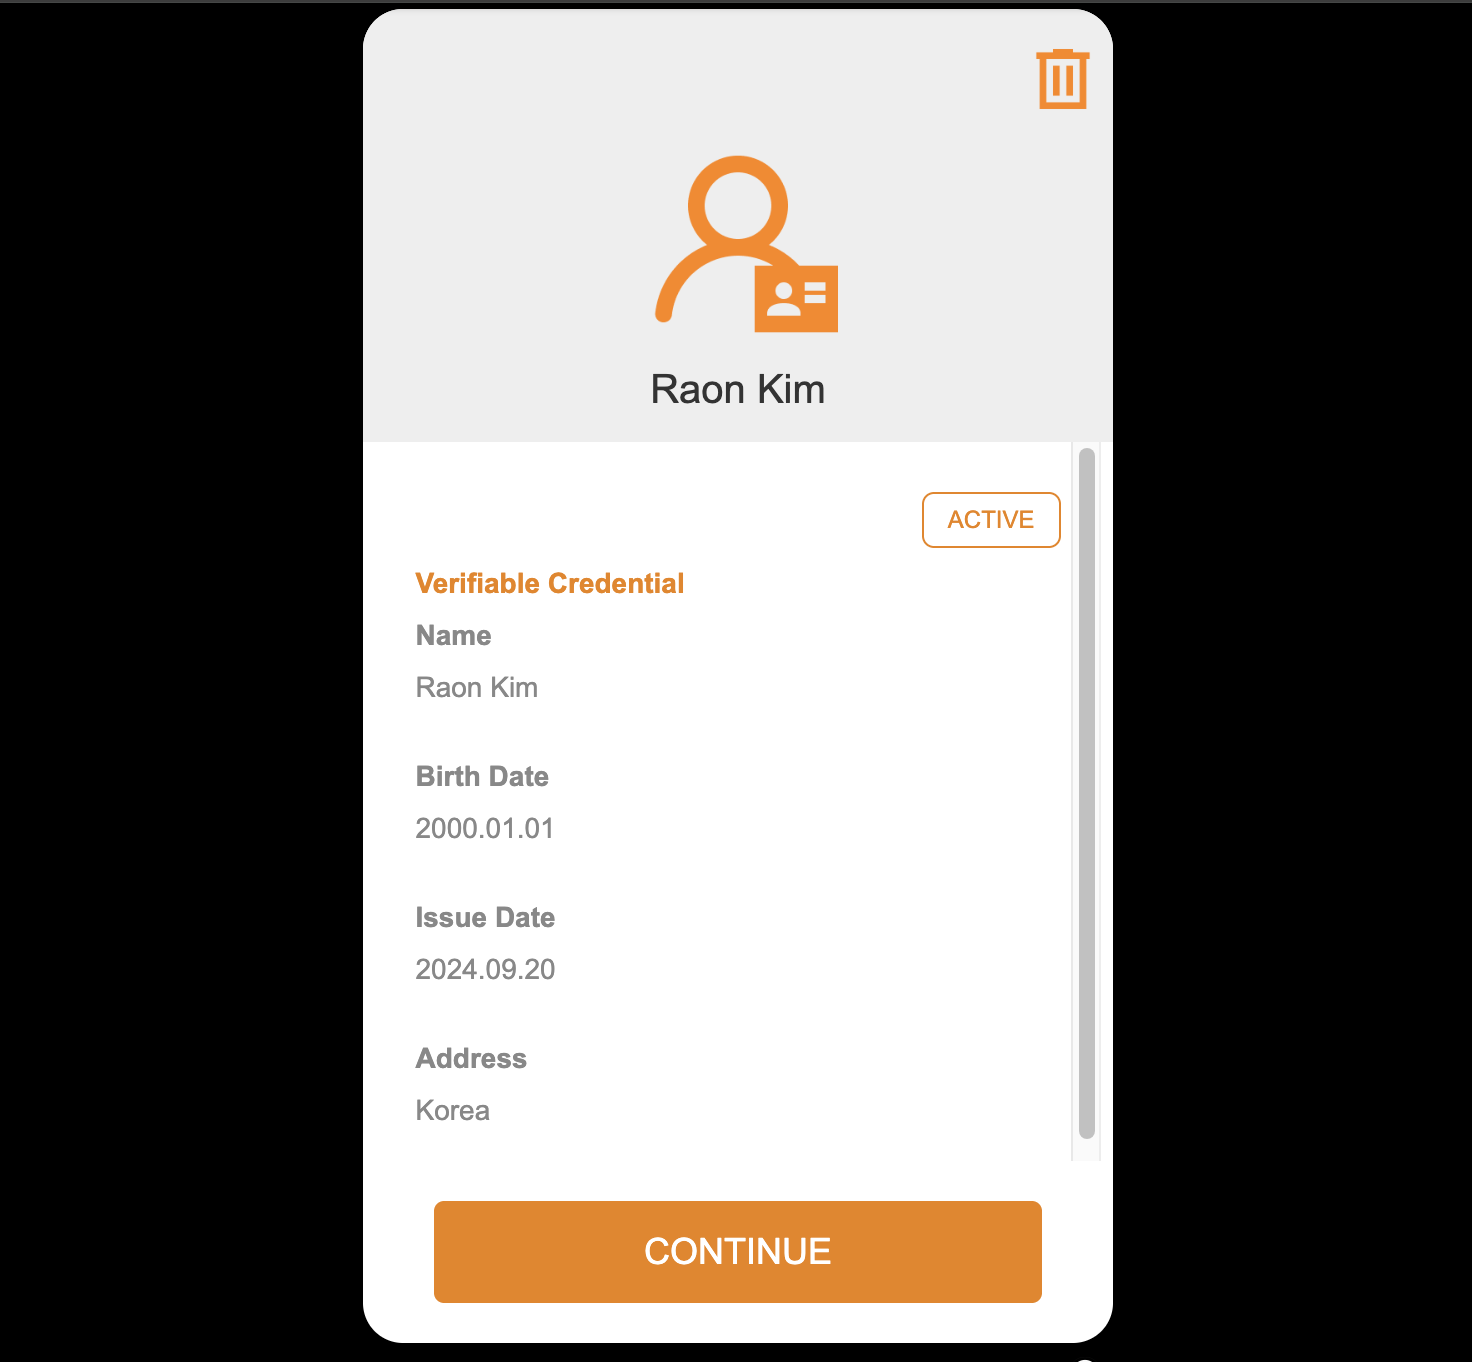 Raon Kim
ACTIVE
Verifiable Credential
Name
Raon Kim
Birth Date
2000.01.01
Issue Date
2024.09.20
Address
Korea
CONTINUE